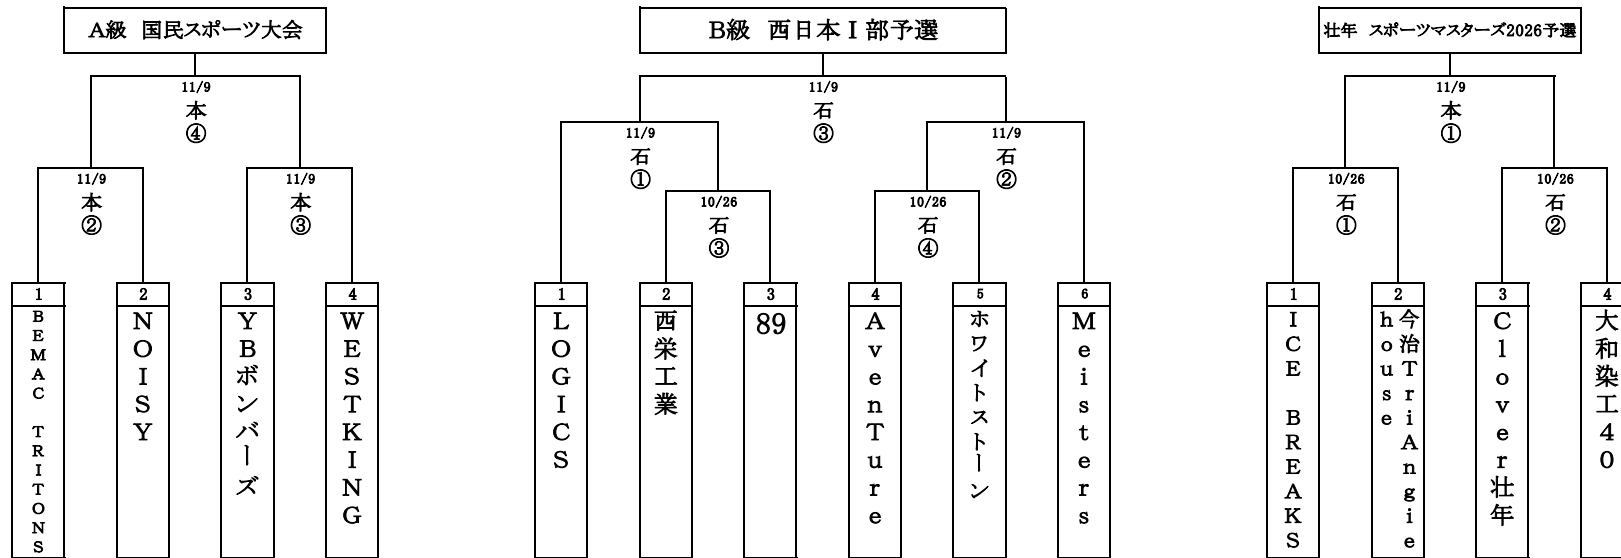 A級　国民スポーツ大会
11/9
本
④
11/9
本
②
11/9
本
③
1
BEMAC　TRITONS
2
NOISY
3
YBボンバーズ
4
WESTKING
B級　西日本Ⅰ部予選
11/9
石
③
11/9
石
①
11/9
石
②
10/26
石
③
10/26
石
④
1
LOGICS
2
西栄工業
3
89
4
AvenTure
5
ホワイトストーン
6
Meisters
壮年　スポーツマスターズ2026予選
11/9
本
①
10/26
石
①
10/26
石
②
1
ICE　BREAKS
2
今治TriAngie
house
3
Clover壮年
4
大和染工40